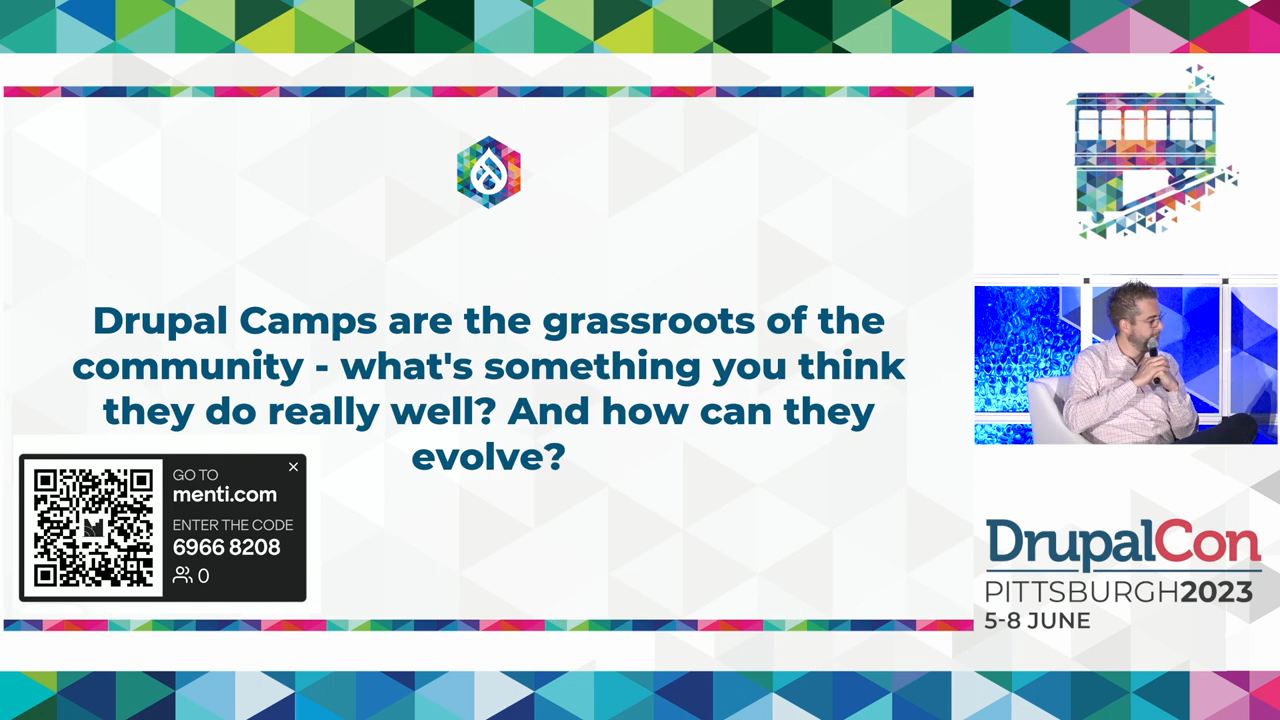 Drupal Camps are the grassroots of the
community - what's something you think
they do really well? And how can they
evolve?
GO TO
menti.com
ENTER THE CODE
6966 8208
0
DrupalCon
PITTSBURGH2023
5-8 JUNE